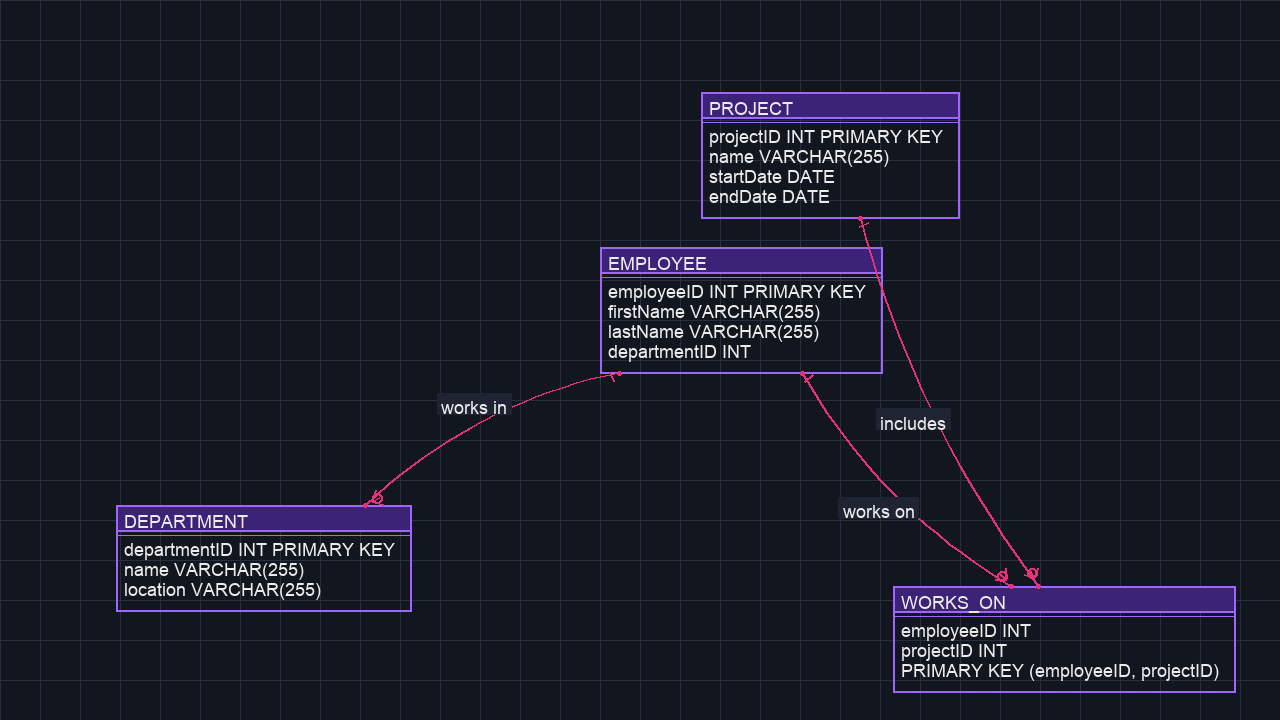 PROJECT
projectID INT PRIMARY KEY
name VARCHAR(255)
startDate DATE
endDate DATE
EMPLOYEE
employeeID INT PRIMARY KEY
firstName VARCHAR(255)
lastName VARCHAR(255)
departmentID INT
works in
includes
works on
DEPARTMENT
departmentID INT PRIMARY KEY
name VARCHAR(255)
location VARCHAR(255)
WORKS_ON
employeeID INT
projectID INT
PRIMARY KEY (employeeID, projectID)